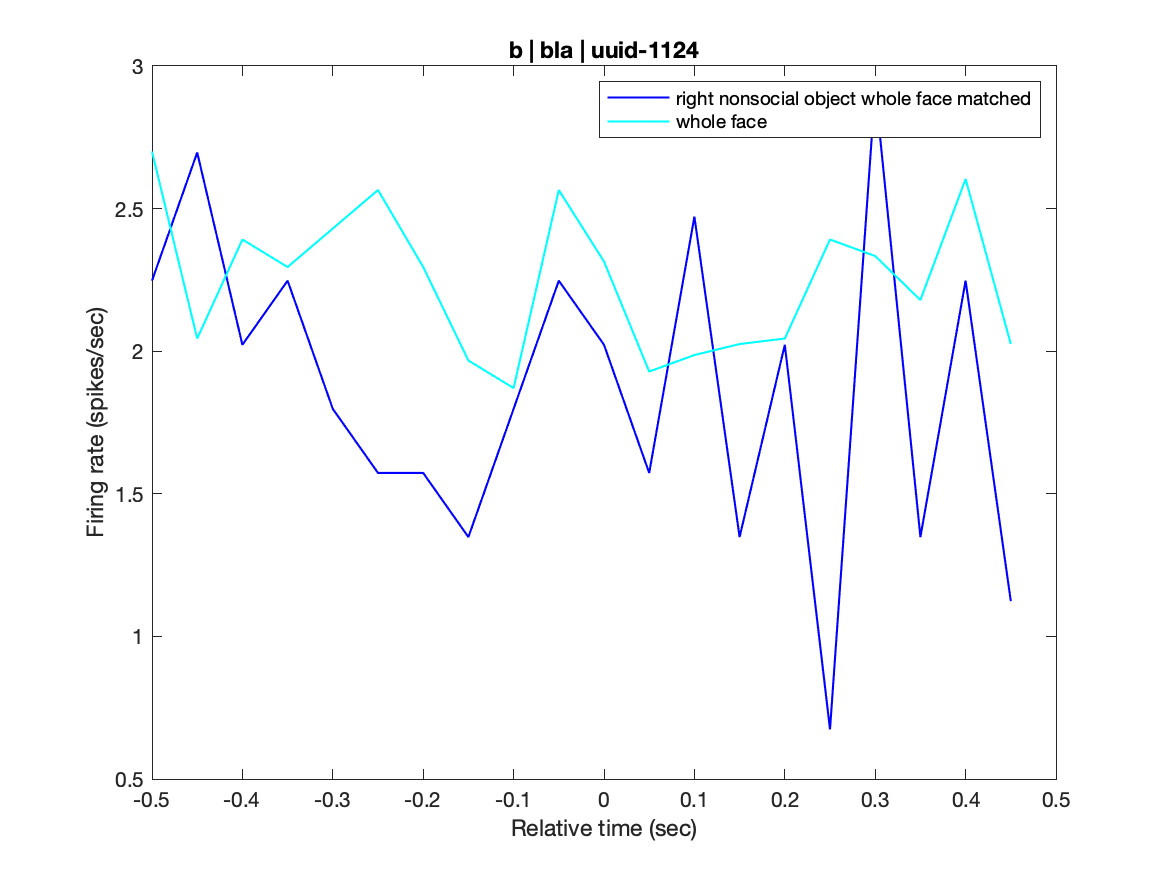 b | bla | uuid-1124
3
right nonsocial object whole face matched
whole face
2.5
2
1.5
1
0.5
Firing rate (spikes/sec)
-0.5 -0.4 -0.3 -0.2 -0.1 0 0.1 0.2 0.3 0.4 0.5
Relative time (sec)